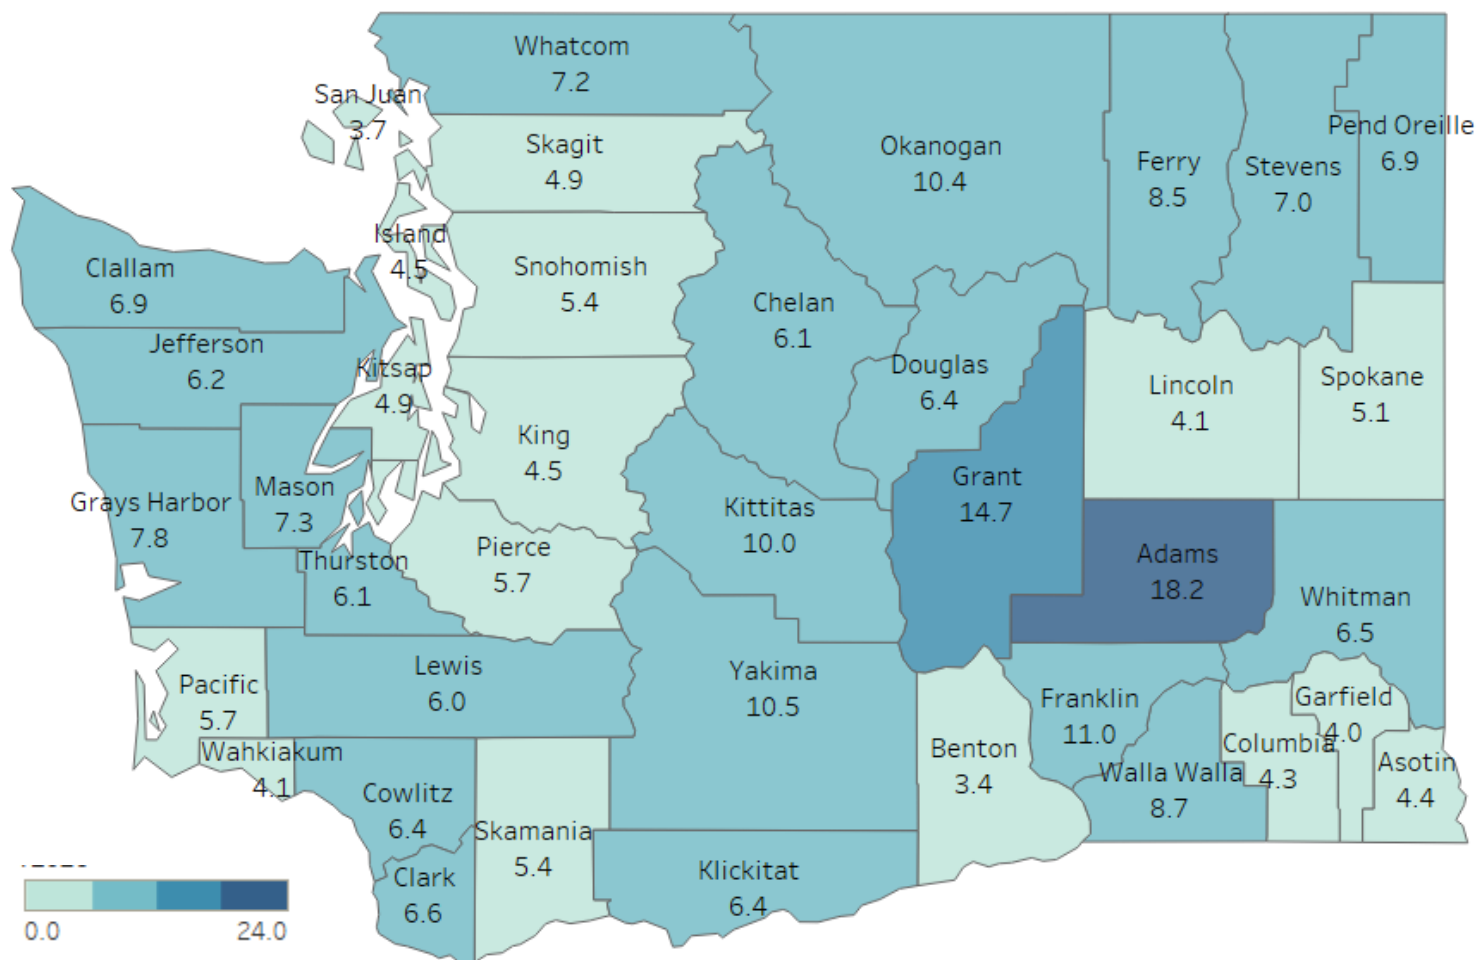 Whatcom
7.2
San Juan
3.7
Skagit
4.9
Okanogan
10.4
Ferry
8.5
Stevens
7.0
Pend Oreille
6.9
Island
4.5
Clallam
6.9
Snohomish
5.4
Chelan
6.1
Jefferson
6.2
Kitsap
4.9
Douglas
6.4
Lincoln
4.1
Spokane
5.1
King
4.5
Grant
14.7
Grays Harbor
7.8
Mason
7.3
Kittitas
10.0
Thurston
6.1
Pierce
5.7
Adams
18.2
Whitman
6.5
Pacific
5.7
Lewis
6.0
Yakima
10.5
Franklin
11.0
Garfield
4.0
Wahkiakum
4.1
Benton
3.4
Columbia
4.3
Walla Walla
8.7
Asotin
4.4
Cowlitz
6.4
Skamania
5.4
Clark
6.6
Klickitat
6.4
0.0 24.0